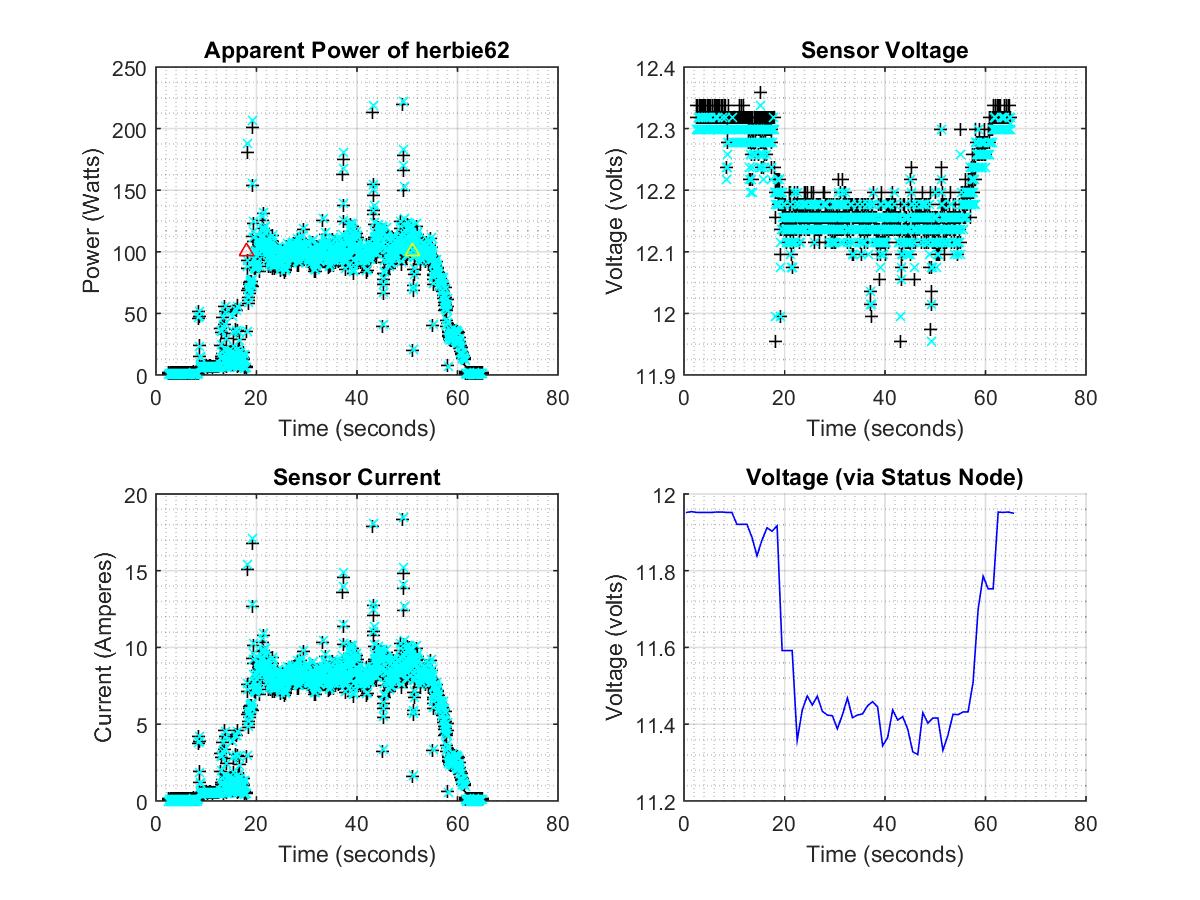 Apparent Power of herbie62
250
200
150
100
50
0
Power (Watts)
0 20 40 60 80
Time (seconds)
Sensor Voltage
12.4
12.3
12.2
12.1
12
11.9
Voltage (volts)
0 20 40 60 80
Time (seconds)
Sensor Current
20
15
10
5
0
Current (Amperes)
0 20 40 60 80
Time (seconds)
Voltage (via Status Node)
12
11.8
11.6
11.4
11.2
Voltage (volts)
0 20 40 60 80
Time (seconds)